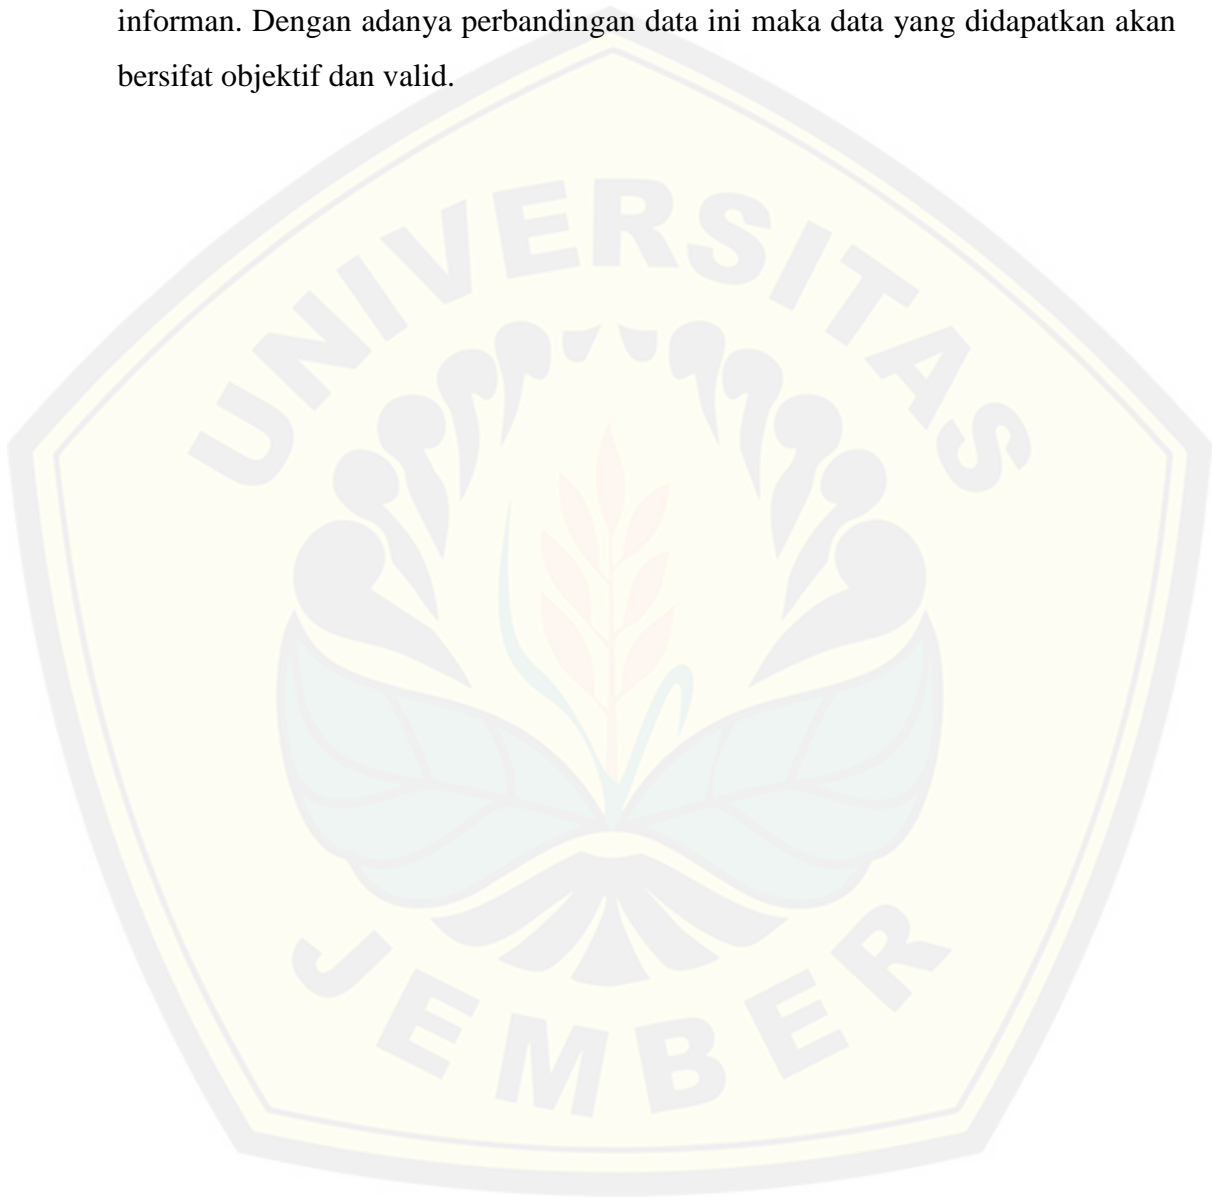 informan. Dengan adanya perbandingan data ini maka data yang didapatkan akan
bersifat objektif dan valid.
UNIVERSITAS
JEMBER